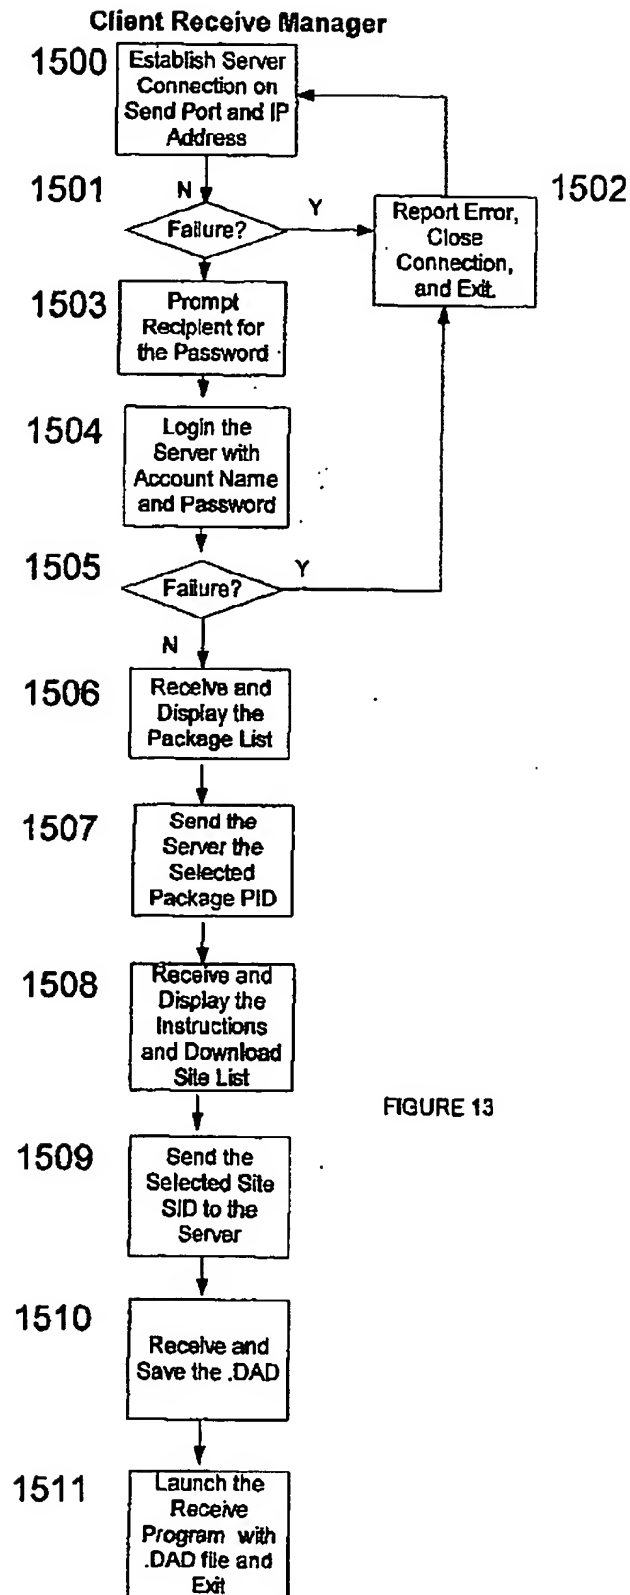 Client Receive Manager
1500
Establish Server
Connection on
Send Port and IP
Address
1501
N
Failure?
Y
1502
Report Error,
Close
Connection,
and Exit.
1503
Prompt
Recipient for
the Password
1504
Login the
Server with
Account Name
and Password
1505
Failure?
Y
N
1506
Receive and
Display the
Package List
1507
Send the
Server the
Selected
Package PID
1508
Receive and
Display the
Instructions
and Download
Site List
FIGURE 13
1509
Send the
Selected Site
SID to the
Server
1510
Receive and
Save the .DAD
1511
Launch the
Receive
Program with
.DAD file and
Exit